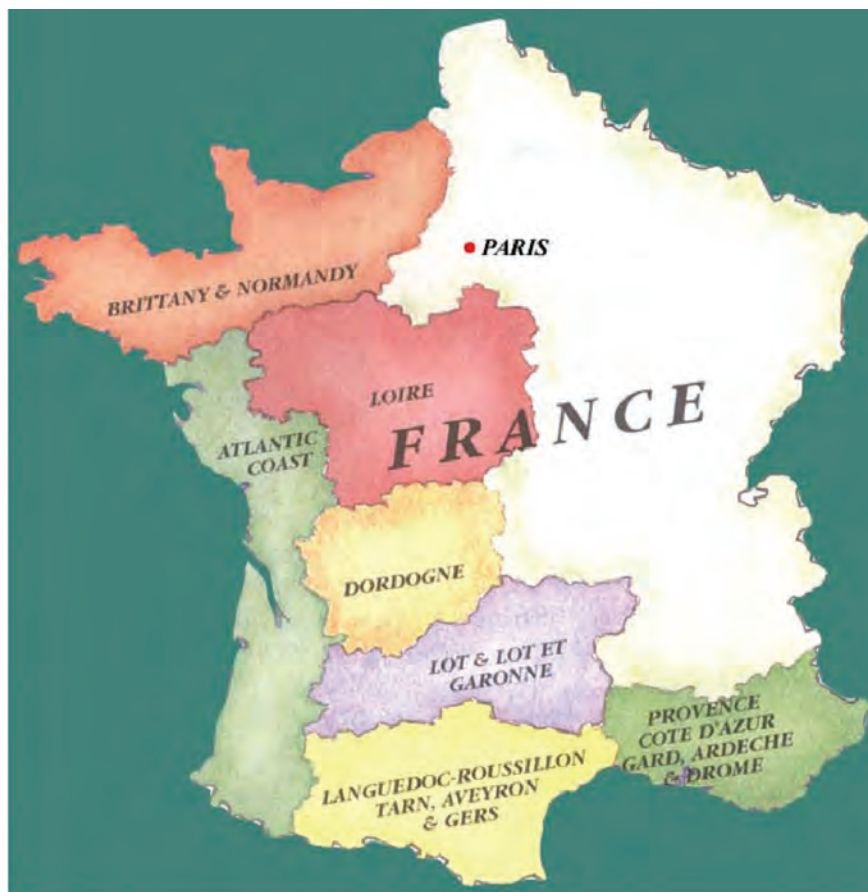 PARIS
BRITTANY & NORMANDY
LOIRE
FRANCE
ATLANTIC
COAST
DORDOGNE
LOT & LOT ET
GARONNE
PROVENCE
COTE D'AZUR
GARD, ARDECHE
& DROME
LANGUEDOC-ROUSSILLON
TARN, AVEYRON
& GERS